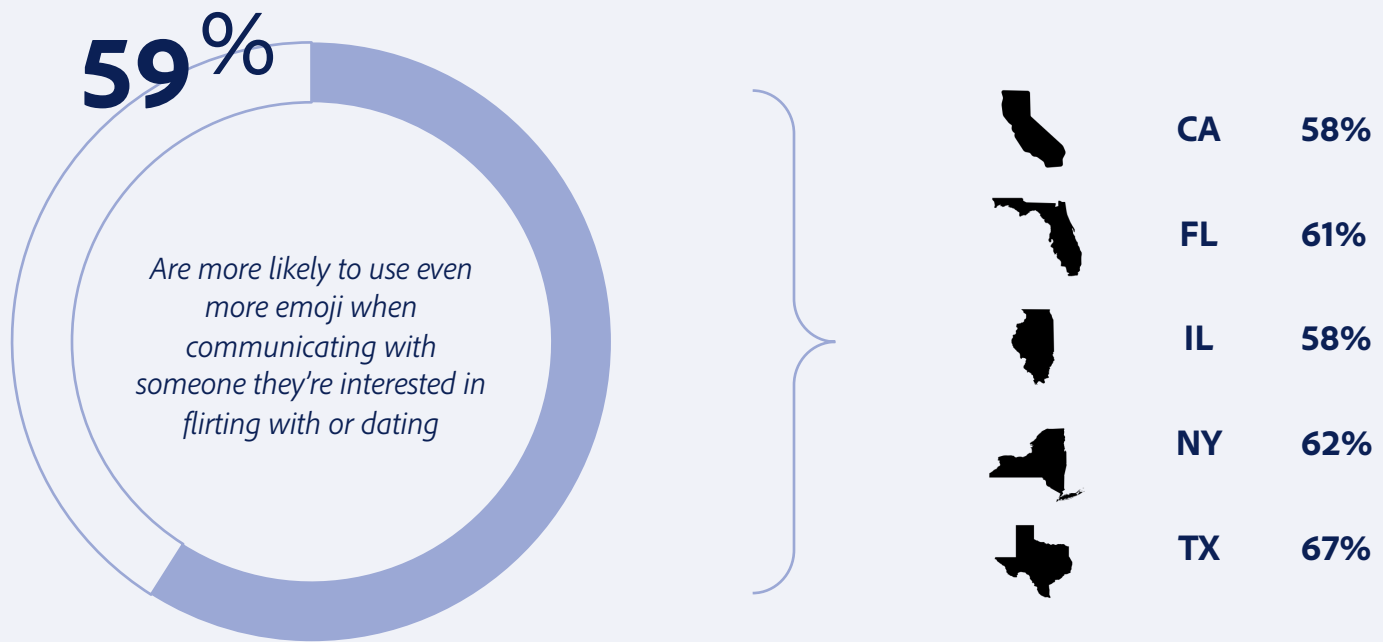 59%
Are more likely to use even
more emoji when
communicating with
someone they’re interested in
flirting with or dating
CA 58%
FL 61%
IL 58%
NY 62%
TX 67%